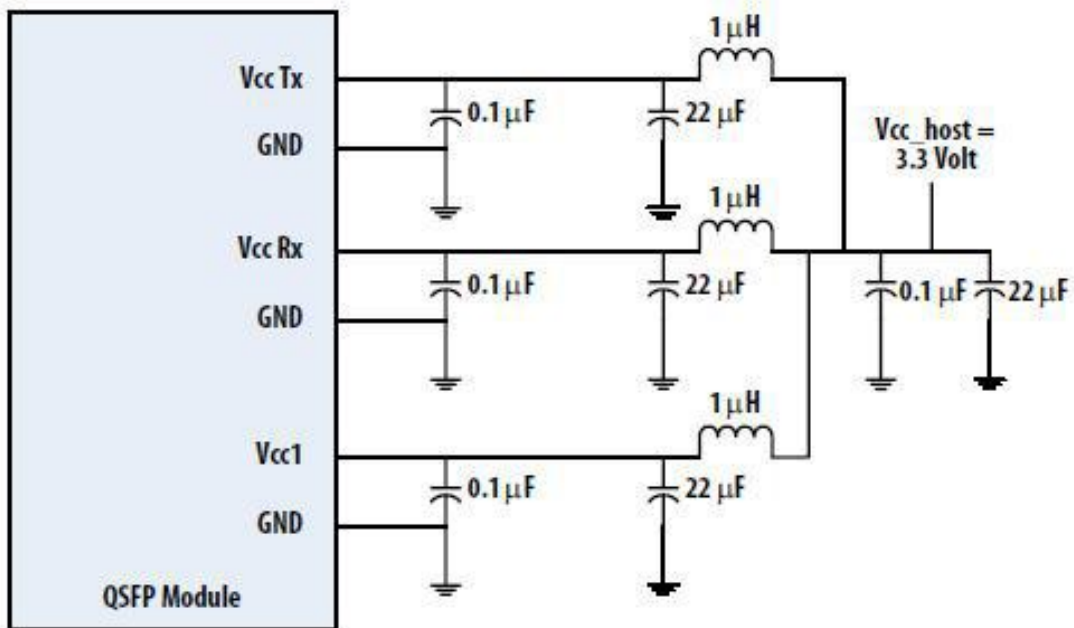 1 μH
Vcc Tx
0.1 μF
22 μF
GND
Vcc_host =
3.3 Volt
1 μH
Vcc Rx
0.1 μF
22 μF
0.1 μF
22 μF
GND
1 μH
Vcc1
0.1 μF
22 μF
GND
QSFP Module